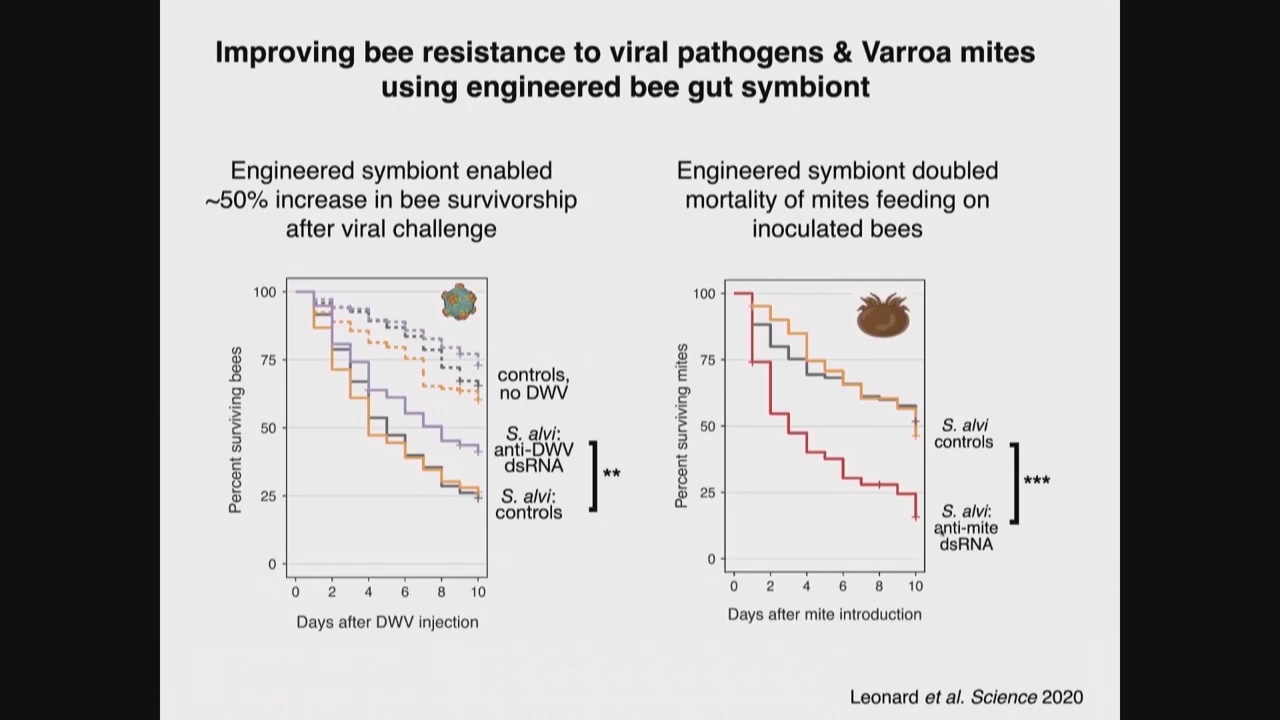 Improving bee resistance to viral pathogens & Varroa mites
using engineered bee gut symbiont
Engineered symbiont enabled
~50% increase in bee survivorship
after viral challenge
Percent surviving bees
100
75
50
25
0
0 2 4 6 8 10
Days after DWV injection
controls,
no DWV
S. alvi:
anti-DWV
dsRNA
S. alvi:
controls
**
Engineered symbiont doubled
mortality of mites feeding on
inoculated bees
Percent surviving mites
100
75
50
25
0
0 2 4 6 8 10
Days after mite introduction
S. alvi
controls
S. alvi:
anti-mite
dsRNA
***
Leonard et al. Science 2020